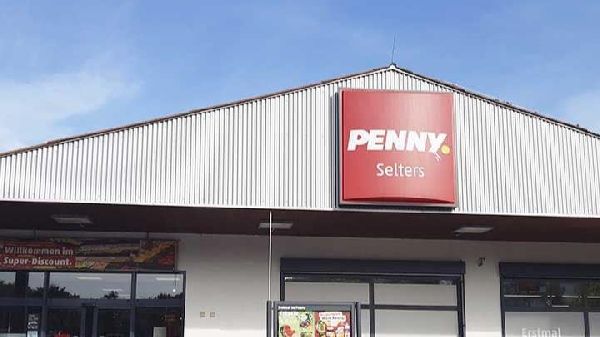 PENNY.
Selters
Willkommen im
Super-Discount.
Erstmal